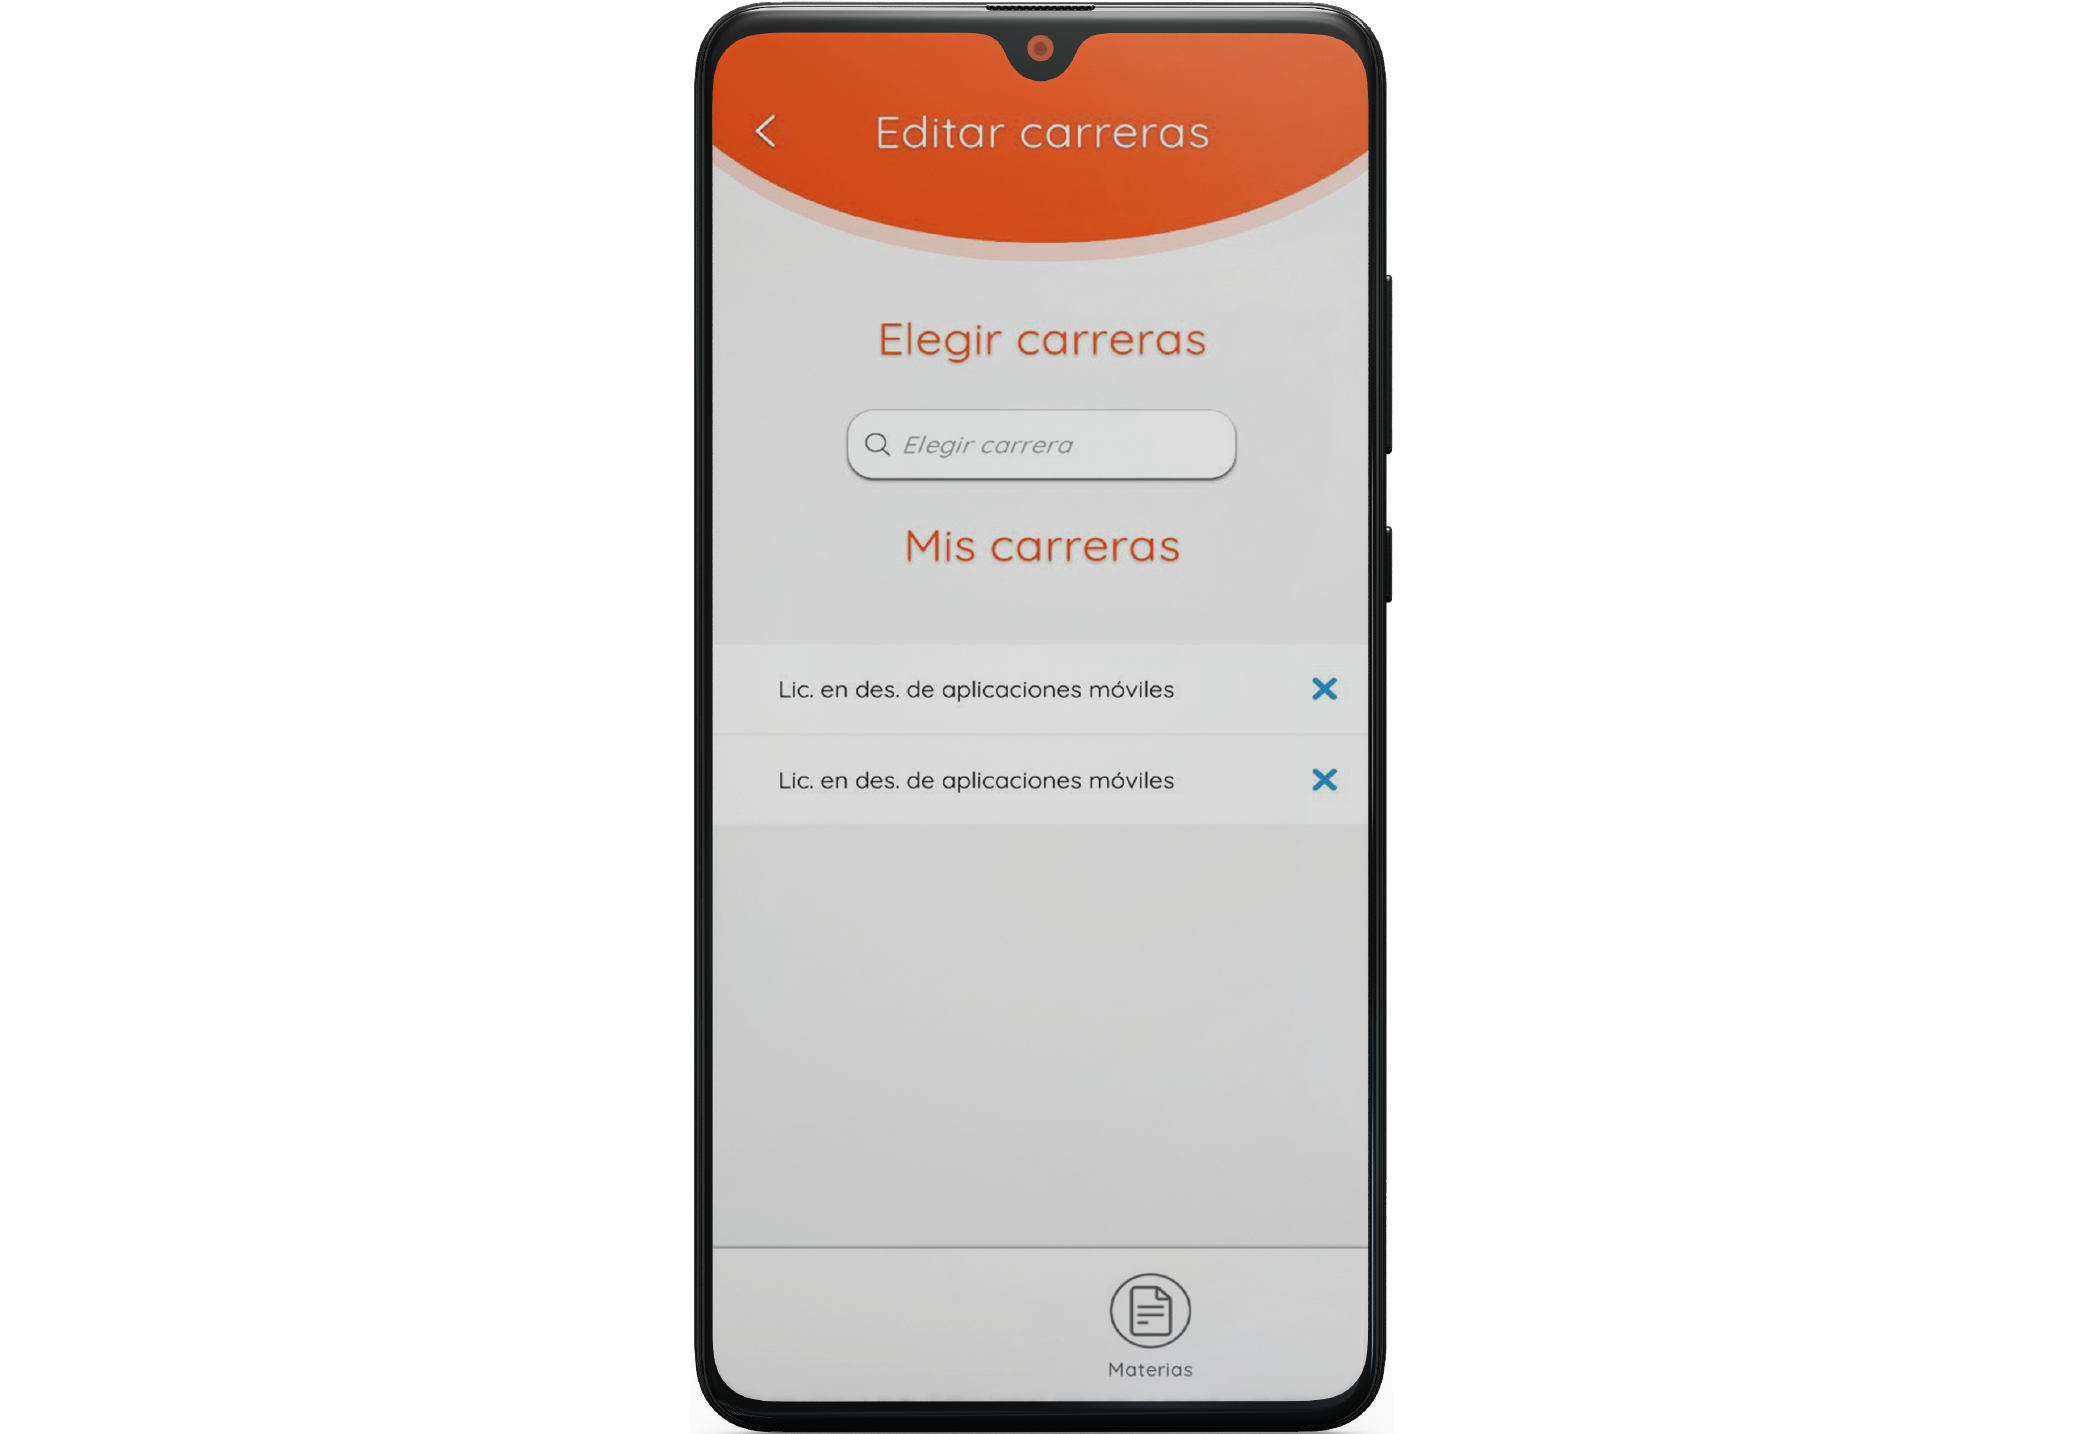 Editar carreras
Elegir carreras
Elegir carrera
Mis carreras
Lic. en des. de aplicaciones móviles
Lic. en des. de aplicaciones móviles
Materias